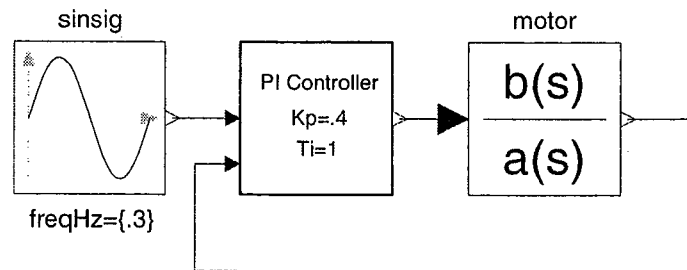 sinsig
motor
PI Controller
Kp=.4
Ti=1
b(s)
a(s)
freqHz={.3}